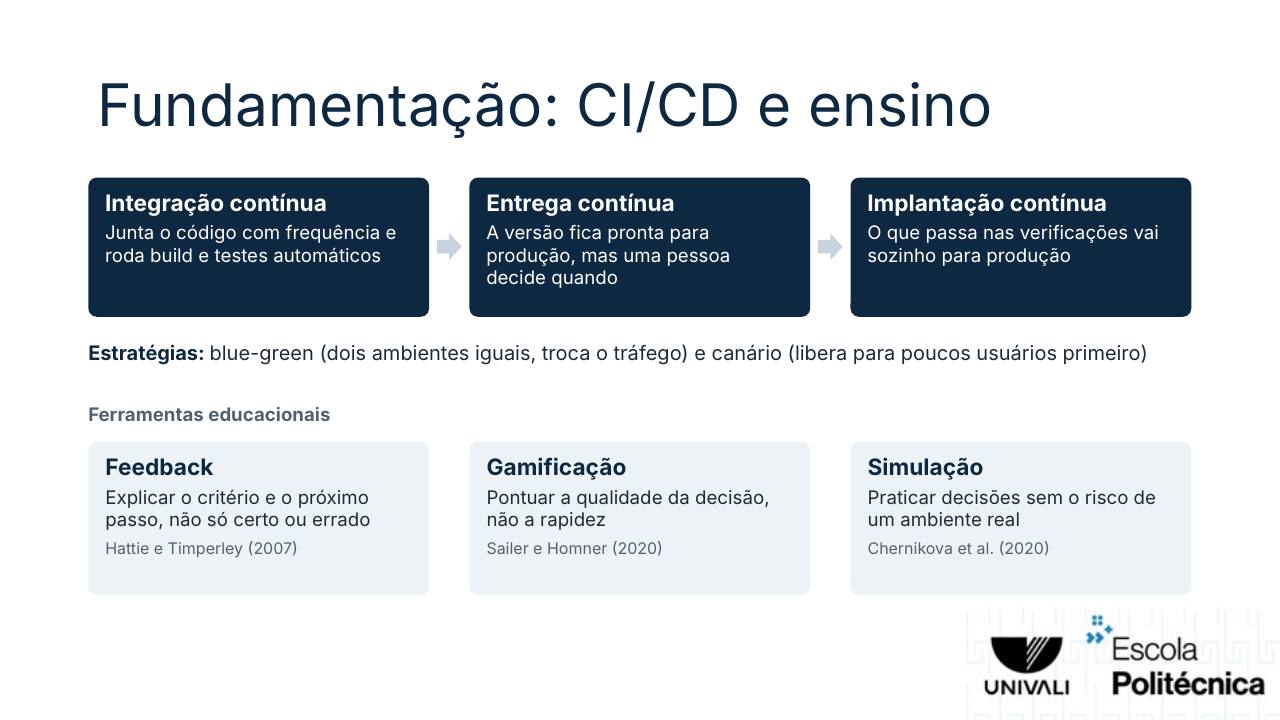 Fundamentação: CI/CD e ensino
Integração contínua
Junta o código com frequência e
roda build e testes automáticos
Entrega contínua
A versão fica pronta para
produção, mas uma pessoa
decide quando
Implantação contínua
O que passa nas verificações vai
sozinho para produção
Estratégias: blue-green (dois ambientes iguais, troca o tráfego) e canário (libera para poucos usuários primeiro)
Ferramentas educacionais
Feedback
Explicar o critério e o próximo
passo, não só certo ou errado
Hattie e Timperley (2007)
Gamificação
Pontuar a qualidade da decisão,
não a rapidez
Sailer e Homner (2020)
Simulação
Praticar decisões sem o risco de
um ambiente real
Chernikova et al. (2020)
UNIVALI
Escola
Politécnica